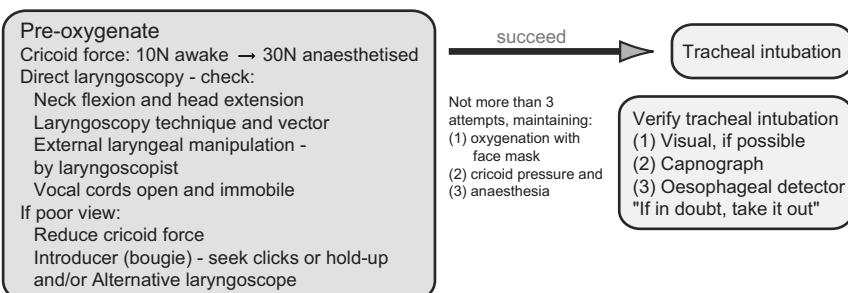 Pre-oxygenate
Cricoid force: 10N awake → 30N anaesthetised
Direct laryngoscopy - check:
Neck flexion and head extension
Laryngoscopy technique and vector
External laryngeal manipulation -
by laryngoscopist
Vocal cords open and immobile
If poor view:
Reduce cricoid force
Introducer (bougie) - seek clicks or hold-up
and/or Alternative laryngoscope
succeed
Not more than 3
attempts, maintaining:
(1) oxygenation with
face mask
(2) cricoid pressure and
(3) anaesthesia
Tracheal intubation
Verify tracheal intubation
(1) Visual, if possible
(2) Capnograph
(3) Oesophageal detector
"If in doubt, take it out"